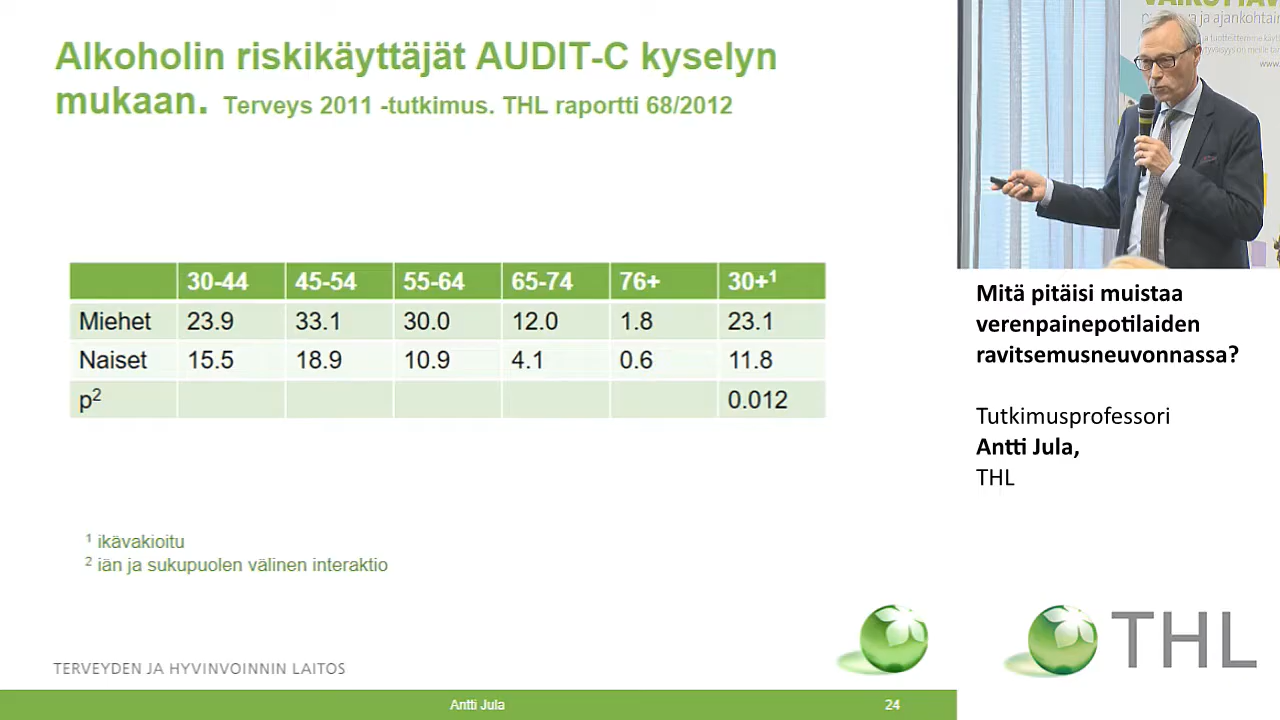 Alkoholin riskikäyttäjät AUDIT-C kyselyn
mukaan. Terveys 2011 -tutkimus. THL raportti 68/2012
30-44 45-54 55-64 65-74 76+ 30+¹
Miehet 23.9 33.1 30.0 12.0 1.8 23.1
Naiset 15.5 18.9 10.9 4.1 0.6 11.8
p² 0.012
¹ ikävakioitu
² iän ja sukupuolen välinen interaktio
TERVEYDEN JA HYVINVOINNIN LAITOS
Antti Jula 24
ja ajankohtain
Mitä pitäisi muistaa
verenpainepotilaiden
ravitsemusneuvonnassa?
Tutkimusprofessori
Antti Jula,
THL
THL